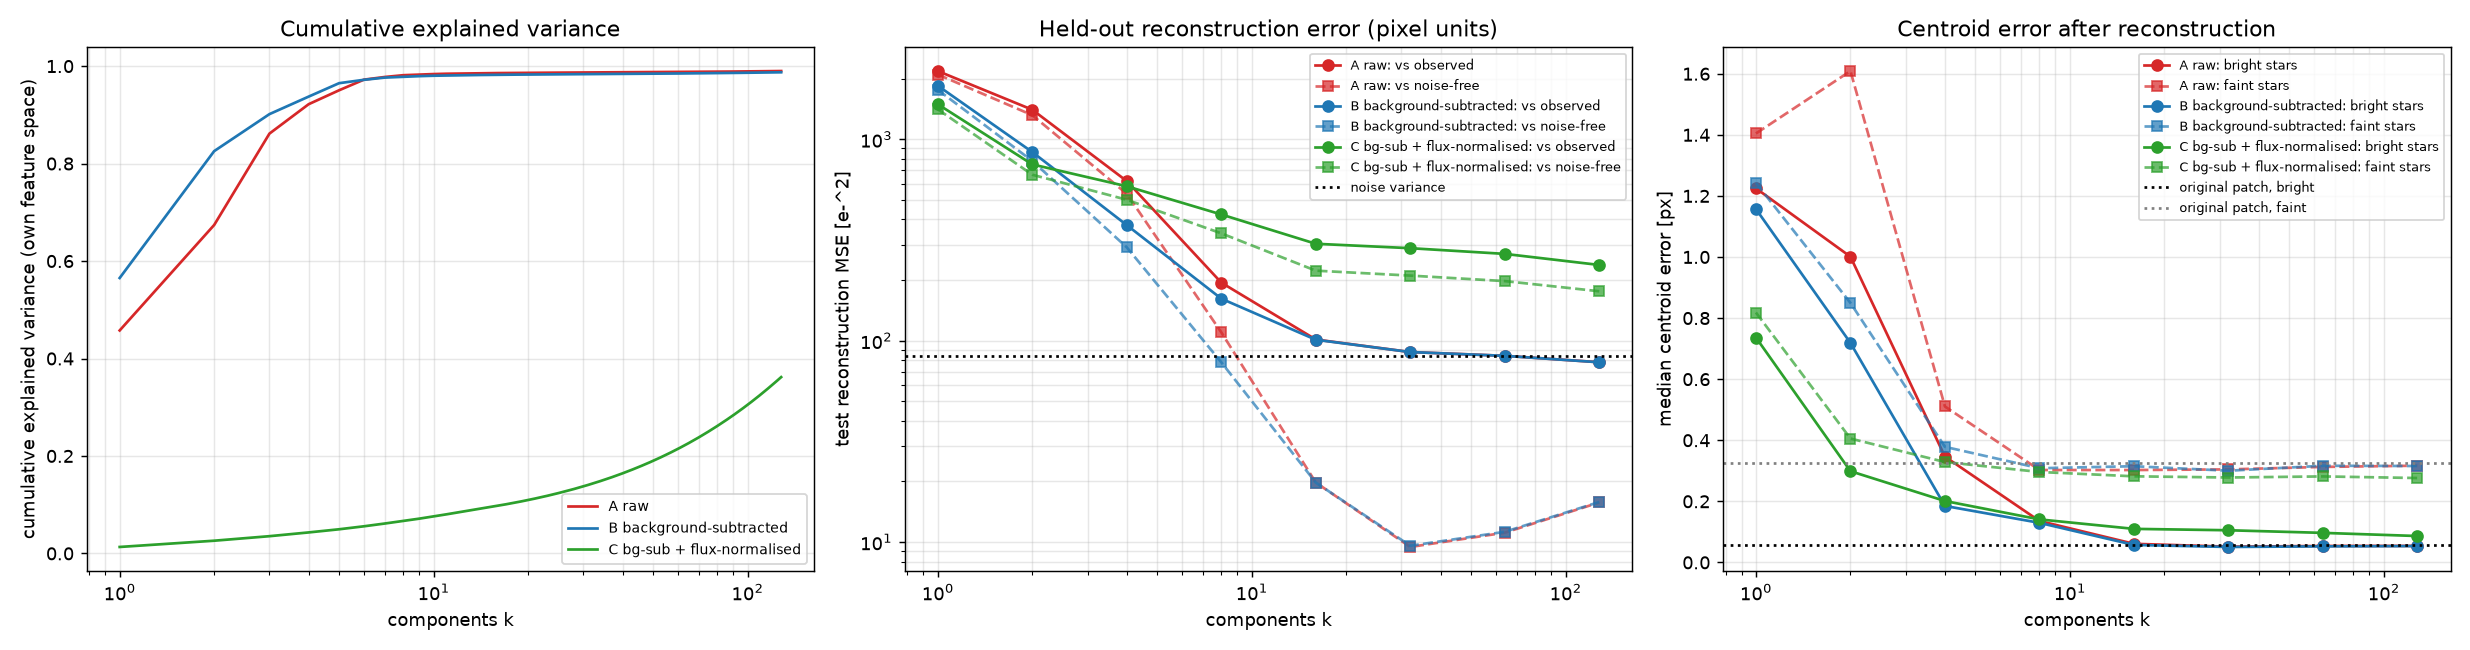 Cumulative explained variance
cumulative explained variance (own feature space)
1.0
0.8
0.6
0.4
0.2
0.0
A raw
B background-subtracted
C bg-sub + flux-normalised
10^0
10^1
10^2
components k
Held-out reconstruction error (pixel units)
test reconstruction MSE [e-^2]
10^3
10^2
10^1
A raw: vs observed
A raw: vs noise-free
B background-subtracted: vs observed
B background-subtracted: vs noise-free
C bg-sub + flux-normalised: vs observed
C bg-sub + flux-normalised: vs noise-free
noise variance
10^0
10^1
10^2
components k
Centroid error after reconstruction
median centroid error [px]
1.6
1.4
1.2
1.0
0.8
0.6
0.4
0.2
0.0
A raw: bright stars
A raw: faint stars
B background-subtracted: bright stars
B background-subtracted: faint stars
C bg-sub + flux-normalised: bright stars
C bg-sub + flux-normalised: faint stars
original patch, bright
original patch, faint
10^0
10^1
10^2
components k